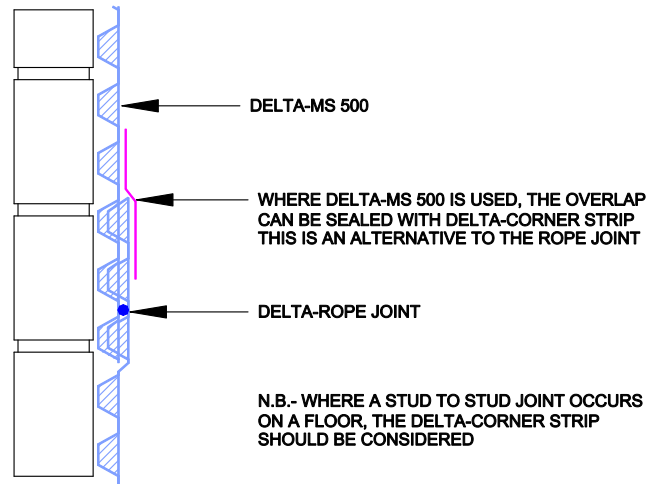 DELTA-MS 500
WHERE DELTA-MS 500 IS USED, THE OVERLAP
CAN BE SEALED WITH DELTA-CORNER STRIP
THIS IS AN ALTERNATIVE TO THE ROPE JOINT
DELTA-ROPE JOINT
N.B.- WHERE A STUD TO STUD JOINT OCCURS
ON A FLOOR, THE DELTA-CORNER STRIP
SHOULD BE CONSIDERED